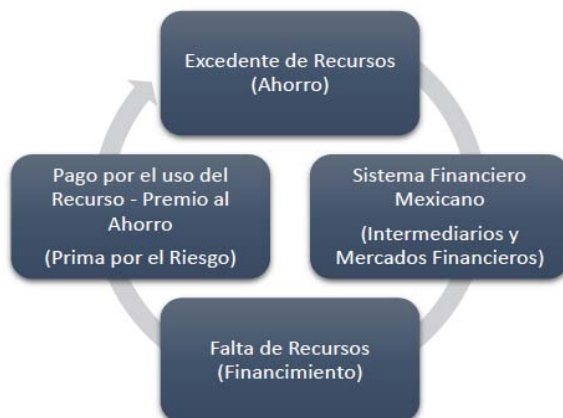 Excedente de Recursos
(Ahorro)
Sistema Financiero
Mexicano
(Intermediarios y
Mercados Financieros)
Falta de Recursos
(Financimiento)
Pago por el uso del
Recurso - Premio al
Ahorro
(Prima por el Riesgo)